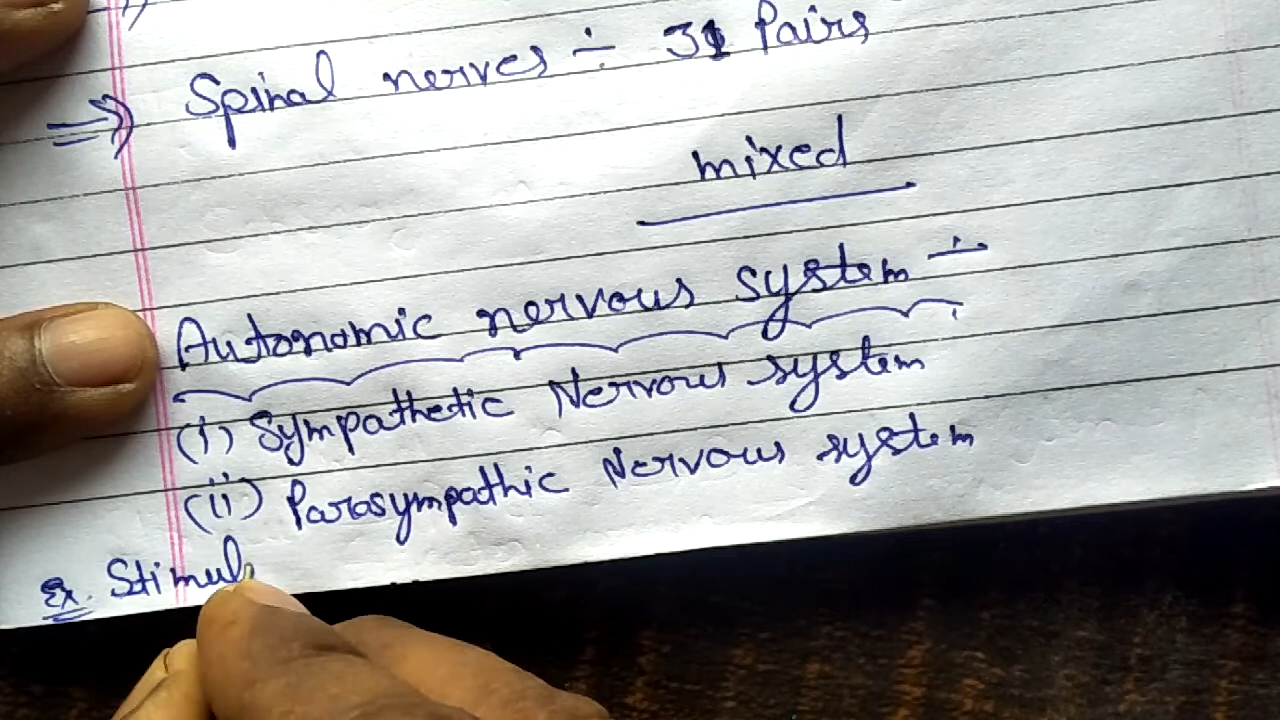 ⇒ Spinal nerves ÷ 31 Pairs
mixed
Autonomic nervous system ÷
(i) Sympathetic Nervous system
(ii) Parasympathic Nervous system
Ex. Stimul